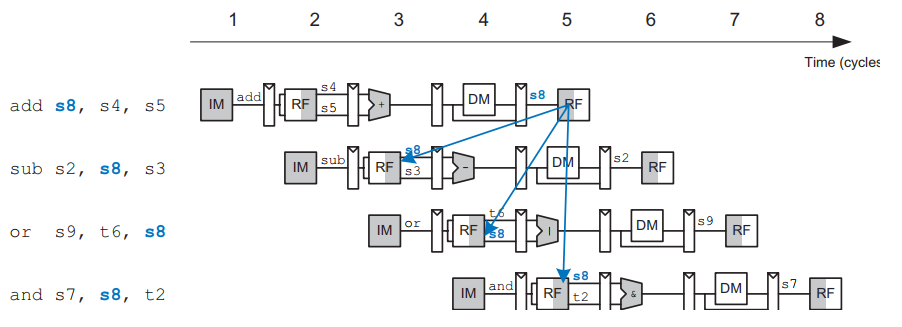 1 2 3 4 5 6 7 8
Time (cycles
add s8, s4, s5 IM add RF s4 s5 + DM s8 RF
sub s2, s8, s3 IM sub RF s8 s3 - DM s2 RF
or s9, t6, s8 IM or RF t6 s8 | DM s9 RF
and s7, s8, t2 IM and RF s8 t2 & DM s7 RF